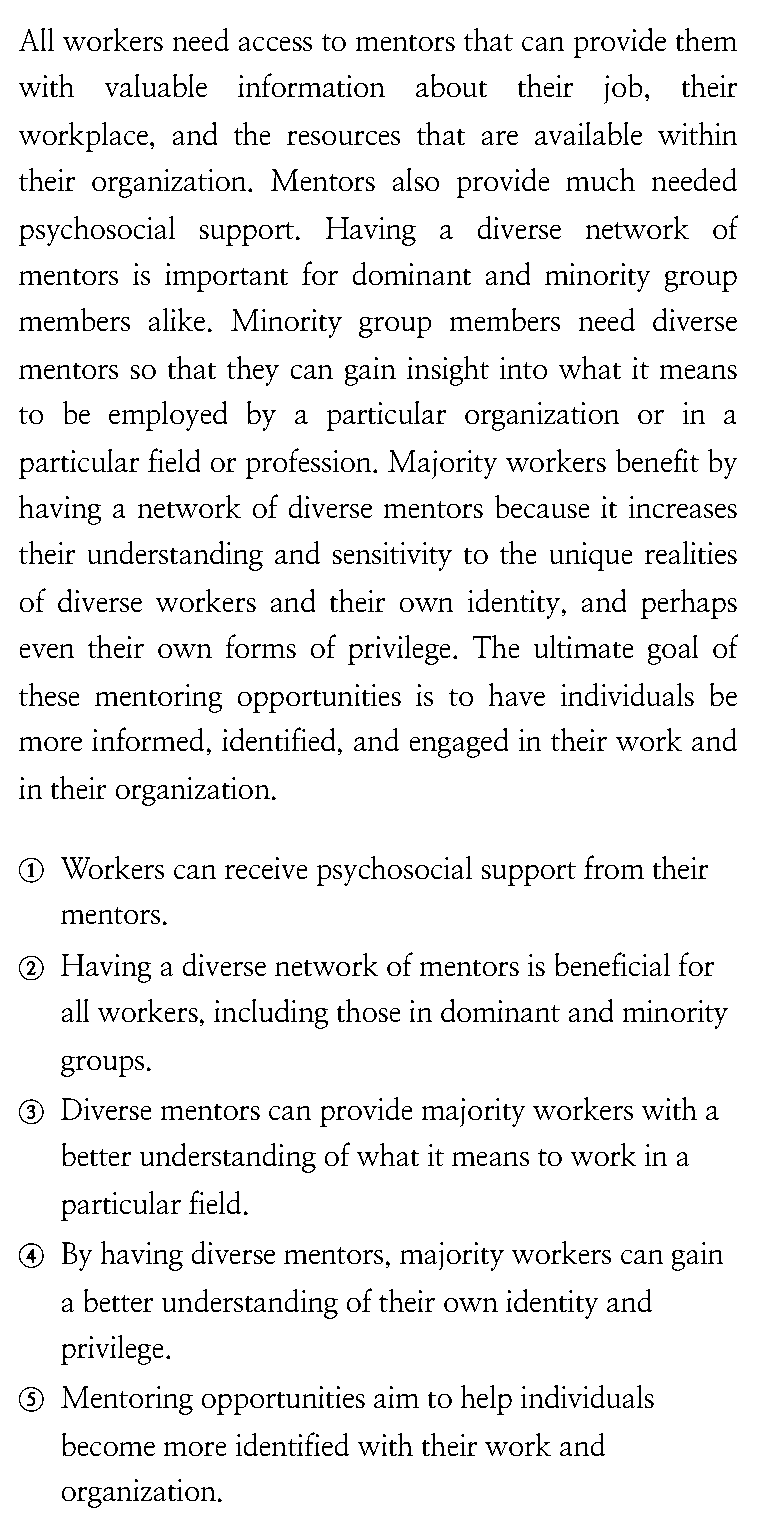 All workers need access to mentors that can provide them
with valuable information about their job, their
workplace, and the resources that are available within
their organization. Mentors also provide much needed
psychosocial support. Having a diverse network of
mentors is important for dominant and minority group
members alike. Minority group members need diverse
mentors so that they can gain insight into what it means
to be employed by a particular organization or in a
particular field or profession. Majority workers benefit by
having a network of diverse mentors because it increases
their understanding and sensitivity to the unique realities
of diverse workers and their own identity, and perhaps
even their own forms of privilege. The ultimate goal of
these mentoring opportunities is to have individuals be
more informed, identified, and engaged in their work and
in their organization.
① Workers can receive psychosocial support from their
mentors.
② Having a diverse network of mentors is beneficial for
all workers, including those in dominant and minority
groups.
③ Diverse mentors can provide majority workers with a
better understanding of what it means to work in a
particular field.
④ By having diverse mentors, majority workers can gain
a better understanding of their own identity and
privilege.
⑤ Mentoring opportunities aim to help individuals
become more identified with their work and
organization.